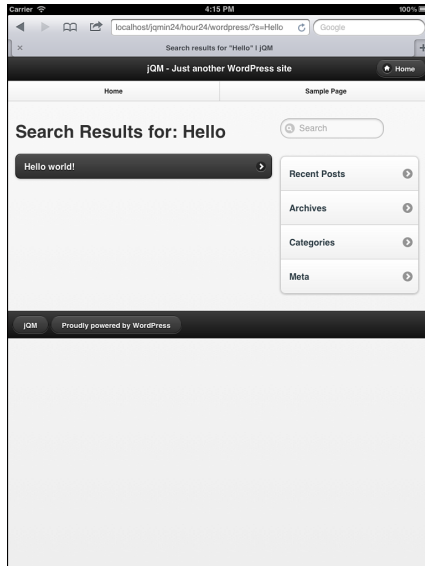 Carrier 4:15 PM 100%
localhost/jqmin24/hour24/wordpress/?s=Hello Google
× Search results for "Hello" | jQM +
jQM - Just another WordPress site Home
Home Sample Page
Search Results for: Hello Search
Hello world!
Recent Posts
Archives
Categories
Meta
jQM Proudly powered by WordPress